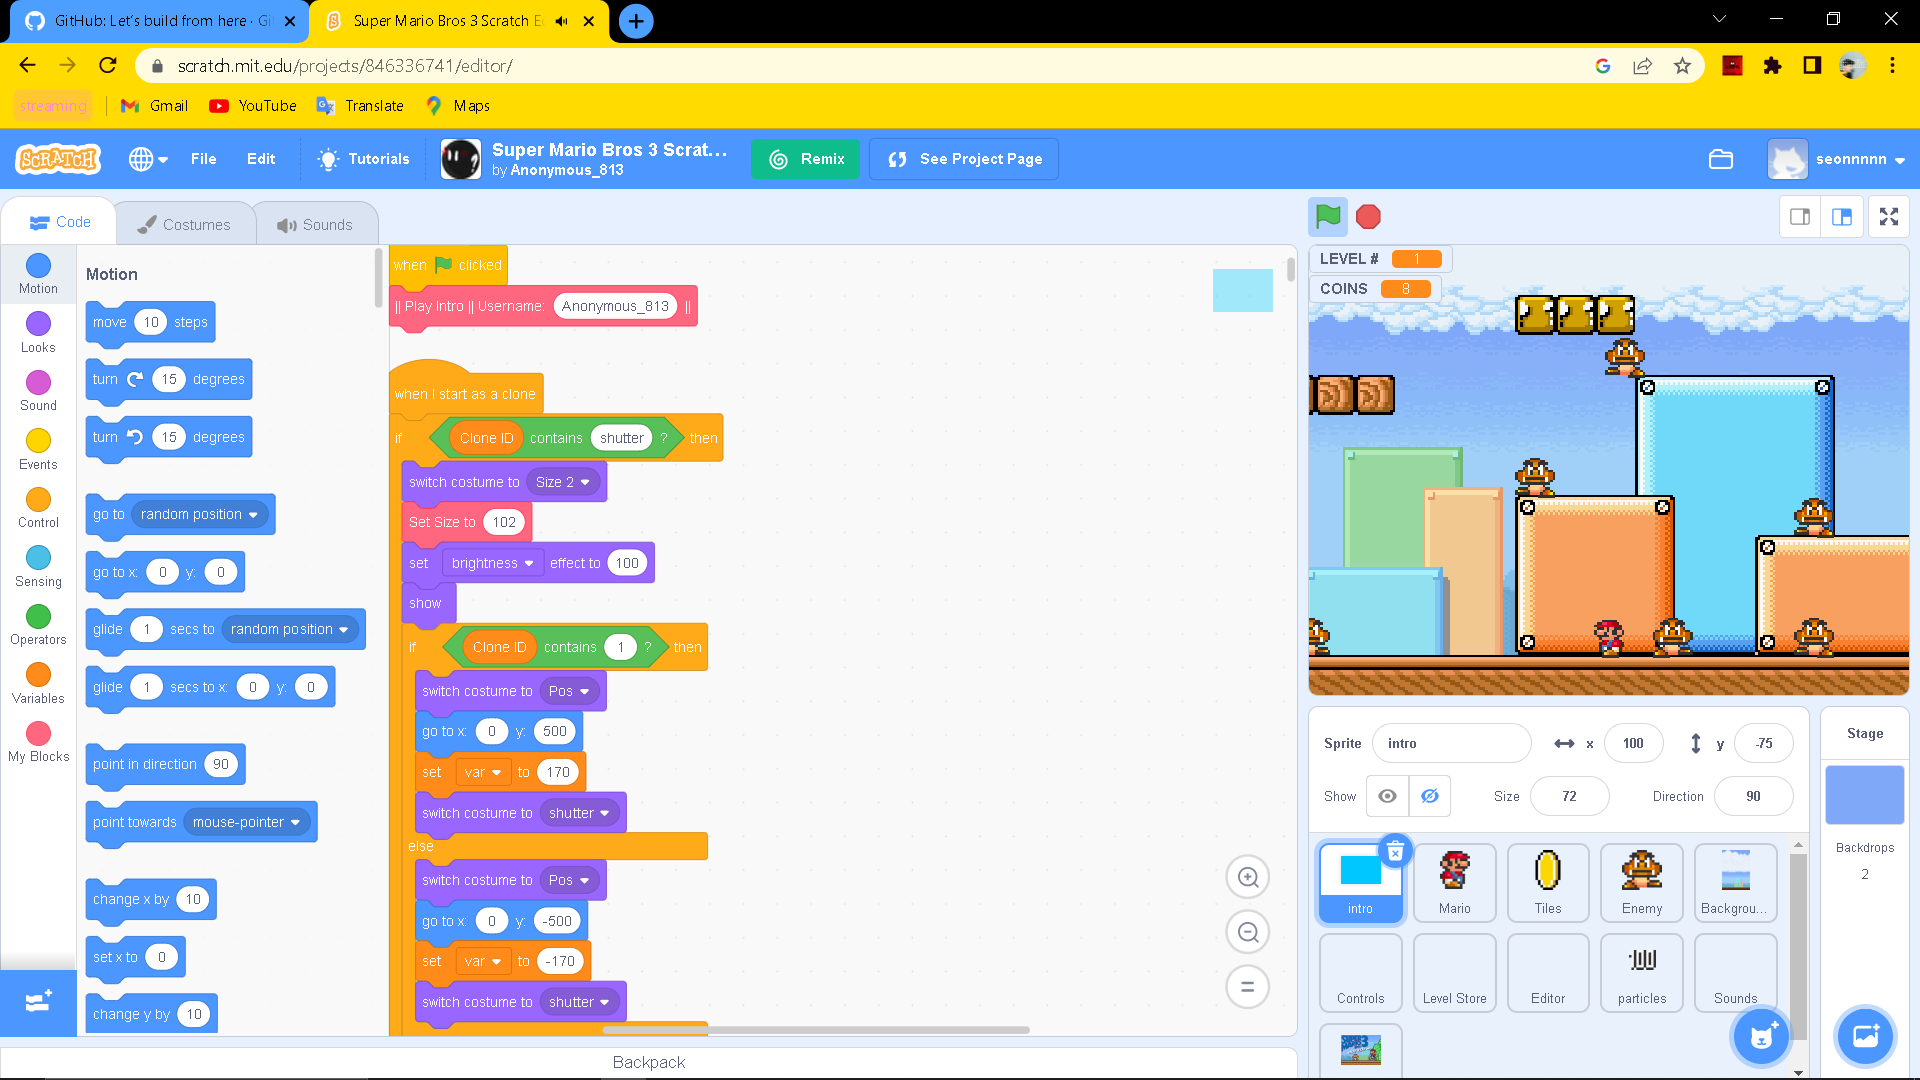 GitHub: Let's build from here · Gi
Super Mario Bros 3 Scratch E
scratch.mit.edu/projects/846336741/editor/
streaming
Gmail
YouTube
Translate
Maps
SCRATCH
File
Edit
Tutorials
Super Mario Bros 3 Scrat...
by Anonymous_813
Remix
See Project Page
seonnnnn
Code
Costumes
Sounds
Motion
Looks
Sound
Events
Control
Sensing
Operators
Variables
My Blocks
Motion
move 10 steps
turn 15 degrees
turn 15 degrees
go to random position
go to x: 0 y: 0
glide 1 secs to random position
glide 1 secs to x: 0 y: 0
point in direction 90
point towards mouse-pointer
change x by 10
set x to 0
change y by 10
when clicked
|| Play Intro || Username: Anonymous_813 ||
when I start as a clone
if Clone ID contains shutter ? then
switch costume to Size 2
Set Size to 102
set brightness effect to 100
show
if Clone ID contains 1 ? then
switch costume to Pos
go to x: 0 y: 500
set var to 170
switch costume to shutter
else
switch costume to Pos
go to x: 0 y: -500
set var to -170
switch costume to shutter
Backpack
LEVEL # 1
COINS 8
Sprite intro x 100 y -75
Show Size 72 Direction 90
intro
Mario
Tiles
Enemy
Backgrou...
Controls
Level Store
Editor
particles
Sounds
Stage
Backdrops
2